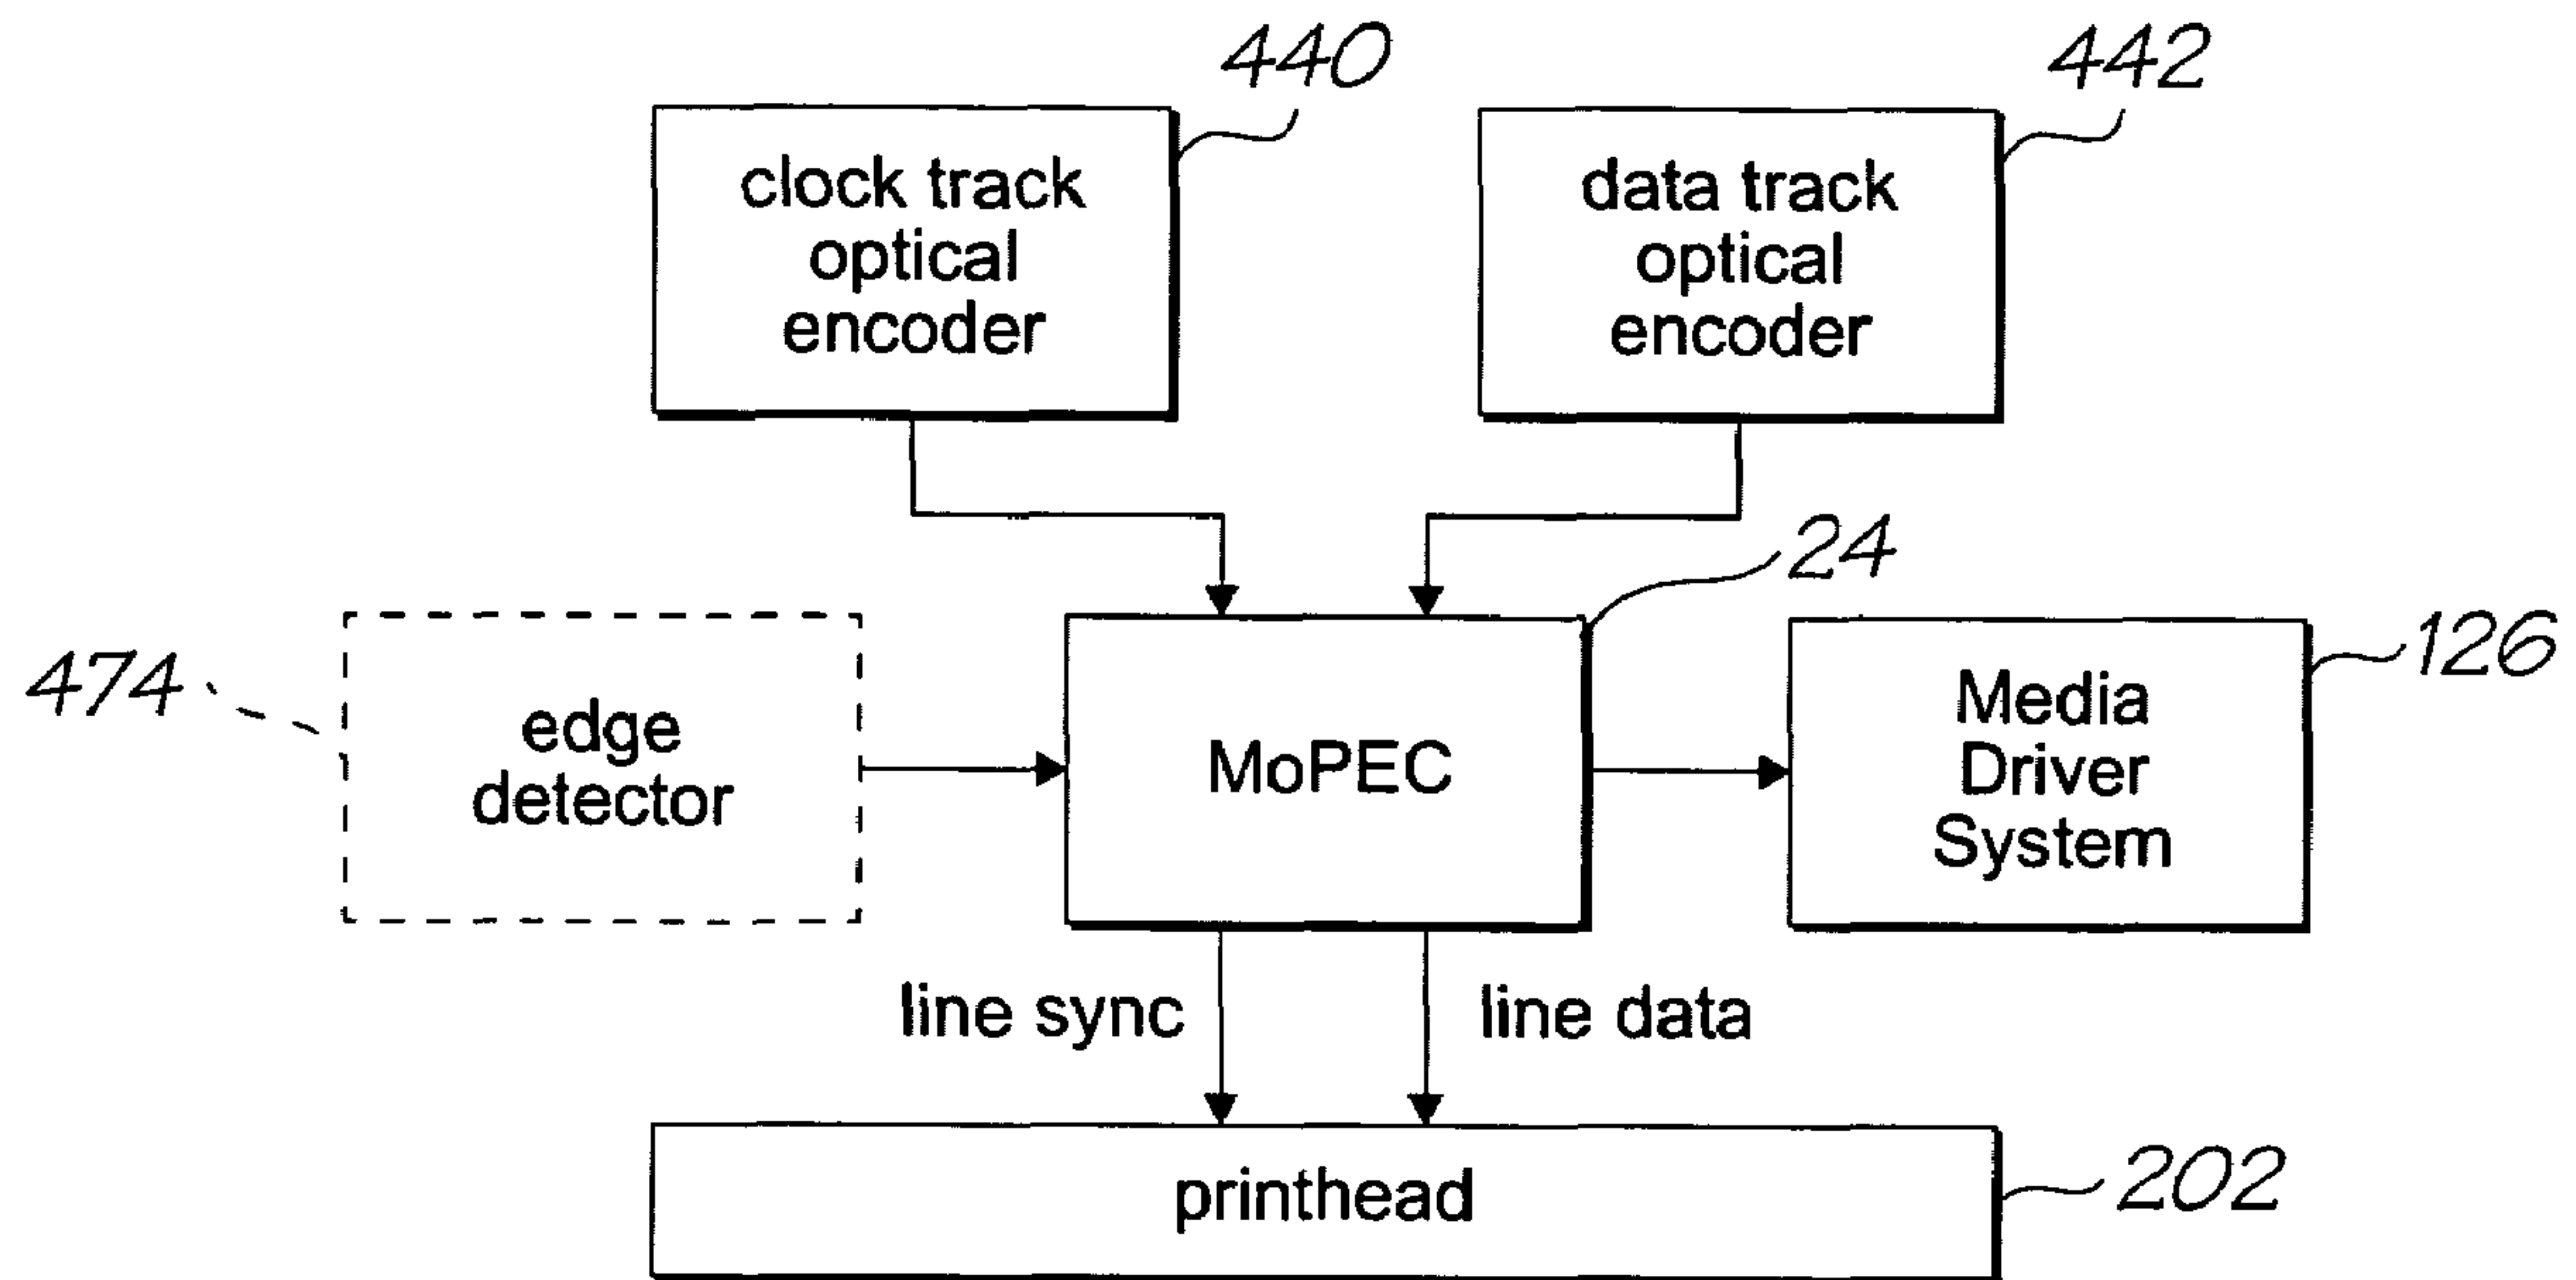 440
442
clock track
optical
encoder
data track
optical
encoder
24
474
edge
detector
MoPEC
Media
Driver
System
126
line sync
line data
printhead
202